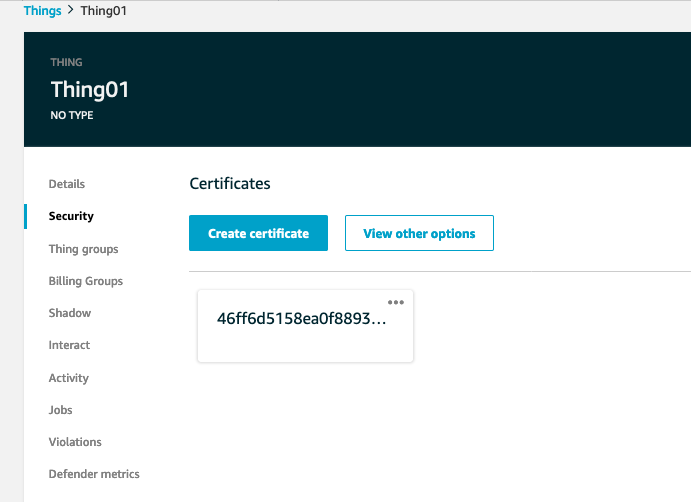 Things > Thing01
THING
Thing01
NO TYPE
Details
Security
Thing groups
Billing Groups
Shadow
Interact
Activity
Jobs
Violations
Defender metrics
Certificates
Create certificate
View other options
46ff6d5158ea0f8893...